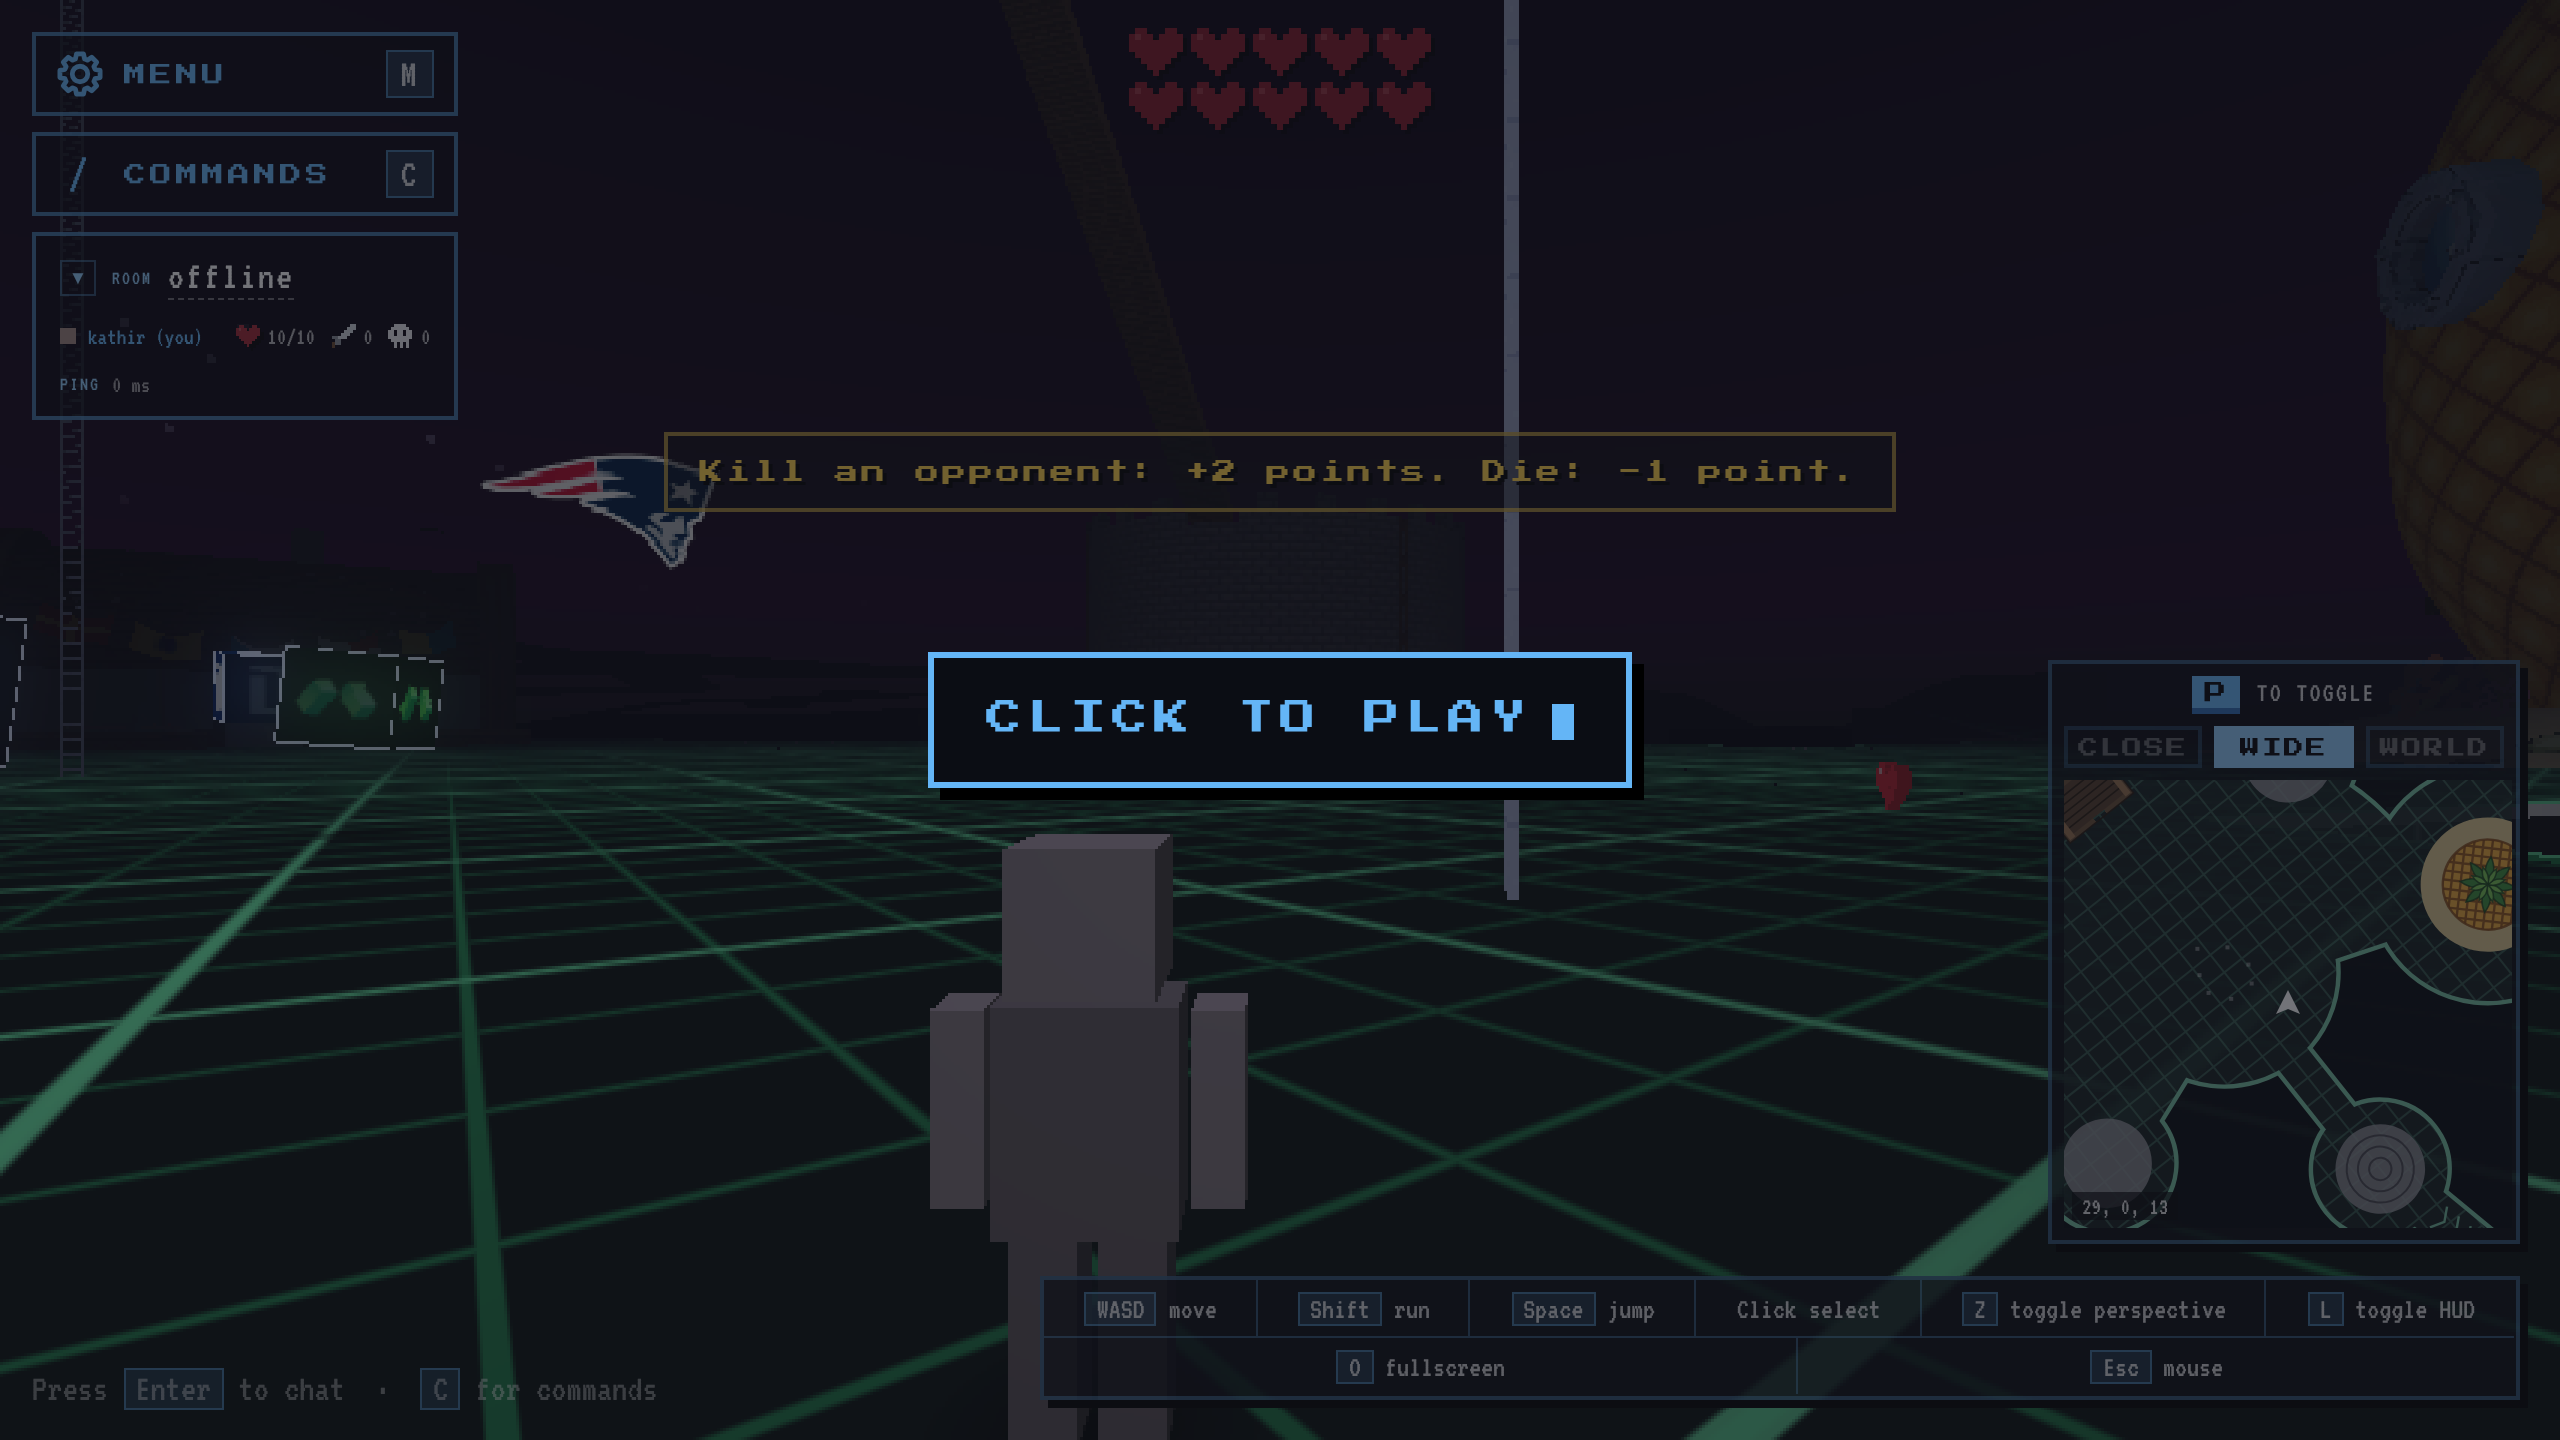 MENU M
/ COMMANDS C
▼ ROOM offline
kathir (you) 10/10 0 0
PING 0 ms
Kill an opponent: +2 points. Die: -1 point.
CLICK TO PLAY
P TO TOGGLE
CLOSE WIDE WORLD
29, 0, 13
WASD move Shift run Space jump Click select Z toggle perspective L toggle HUD
O fullscreen Esc mouse
Press Enter to chat · C for commands